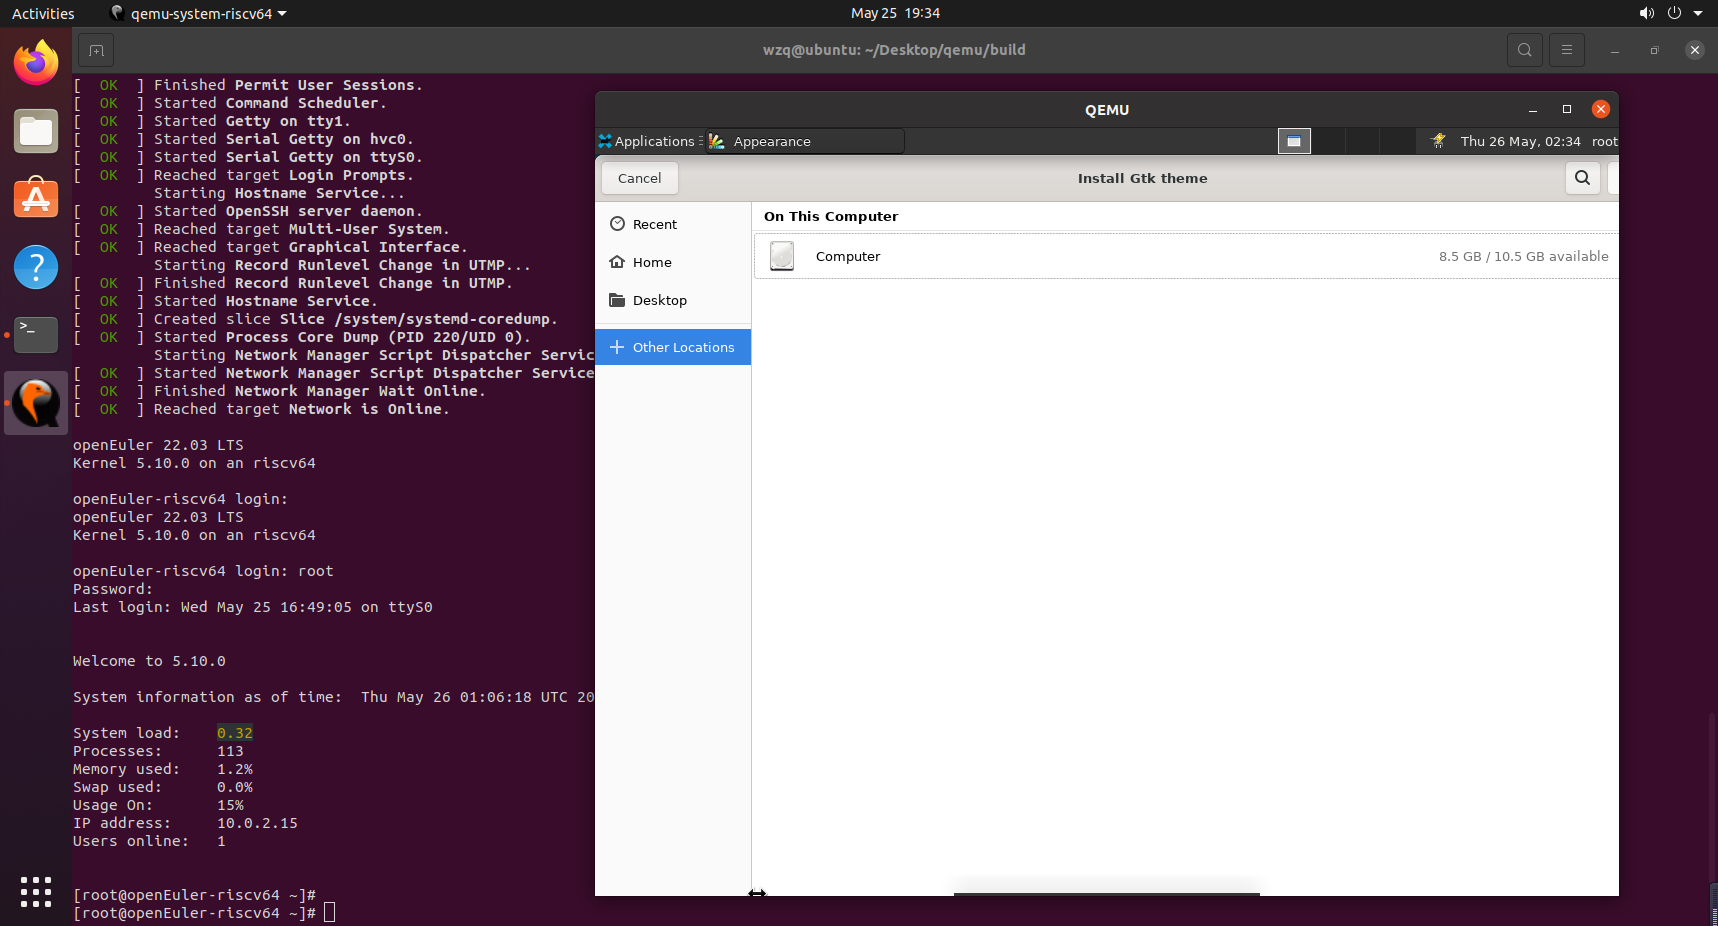 Activities
qemu-system-riscv64
May 25 19:34
wzq@ubuntu: ~/Desktop/qemu/build
[  OK  ] Finished Permit User Sessions.
[  OK  ] Started Command Scheduler.
[  OK  ] Started Getty on tty1.
[  OK  ] Started Serial Getty on hvc0.
[  OK  ] Started Serial Getty on ttyS0.
[  OK  ] Reached target Login Prompts.
         Starting Hostname Service...
[  OK  ] Started OpenSSH server daemon.
[  OK  ] Reached target Multi-User System.
[  OK  ] Reached target Graphical Interface.
         Starting Record Runlevel Change in UTMP...
[  OK  ] Finished Record Runlevel Change in UTMP.
[  OK  ] Started Hostname Service.
[  OK  ] Created slice Slice /system/systemd-coredump.
[  OK  ] Started Process Core Dump (PID 220/UID 0).
         Starting Network Manager Script Dispatcher Servic
[  OK  ] Started Network Manager Script Dispatcher Service
[  OK  ] Finished Network Manager Wait Online.
[  OK  ] Reached target Network is Online.
openEuler 22.03 LTS
Kernel 5.10.0 on an riscv64
openEuler-riscv64 login:
openEuler 22.03 LTS
Kernel 5.10.0 on an riscv64
openEuler-riscv64 login: root
Password:
Last login: Wed May 25 16:49:05 on ttyS0
Welcome to 5.10.0
System information as of time:  Thu May 26 01:06:18 UTC 20
System load:    0.32
Processes:      113
Memory used:    1.2%
Swap used:      0.0%
Usage On:       15%
IP address:     10.0.2.15
Users online:   1
[root@openEuler-riscv64 ~]#
[root@openEuler-riscv64 ~]#
QEMU
Applications
Appearance
Thu 26 May, 02:34
root
Cancel
Install Gtk theme
Recent
Home
Desktop
Other Locations
On This Computer
Computer
8.5 GB / 10.5 GB available